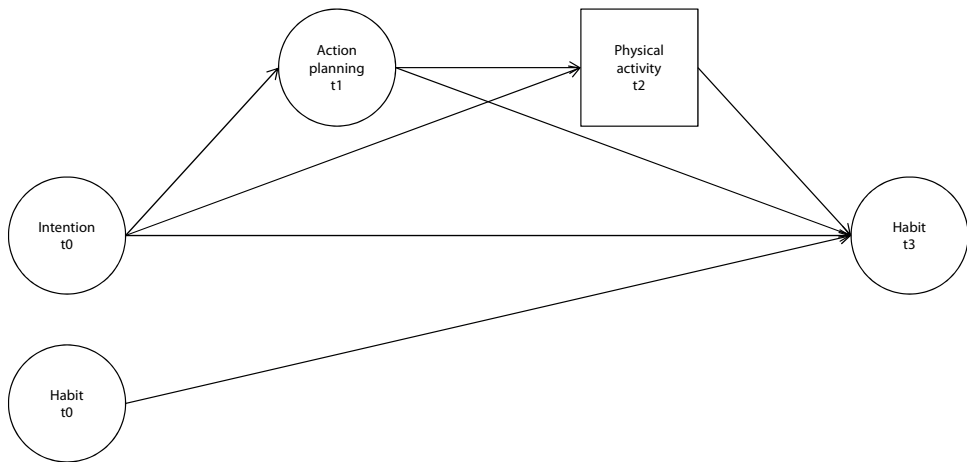 Action
planning
t1
Physical
activity
t2
Intention
t0
Habit
t3
Habit
t0